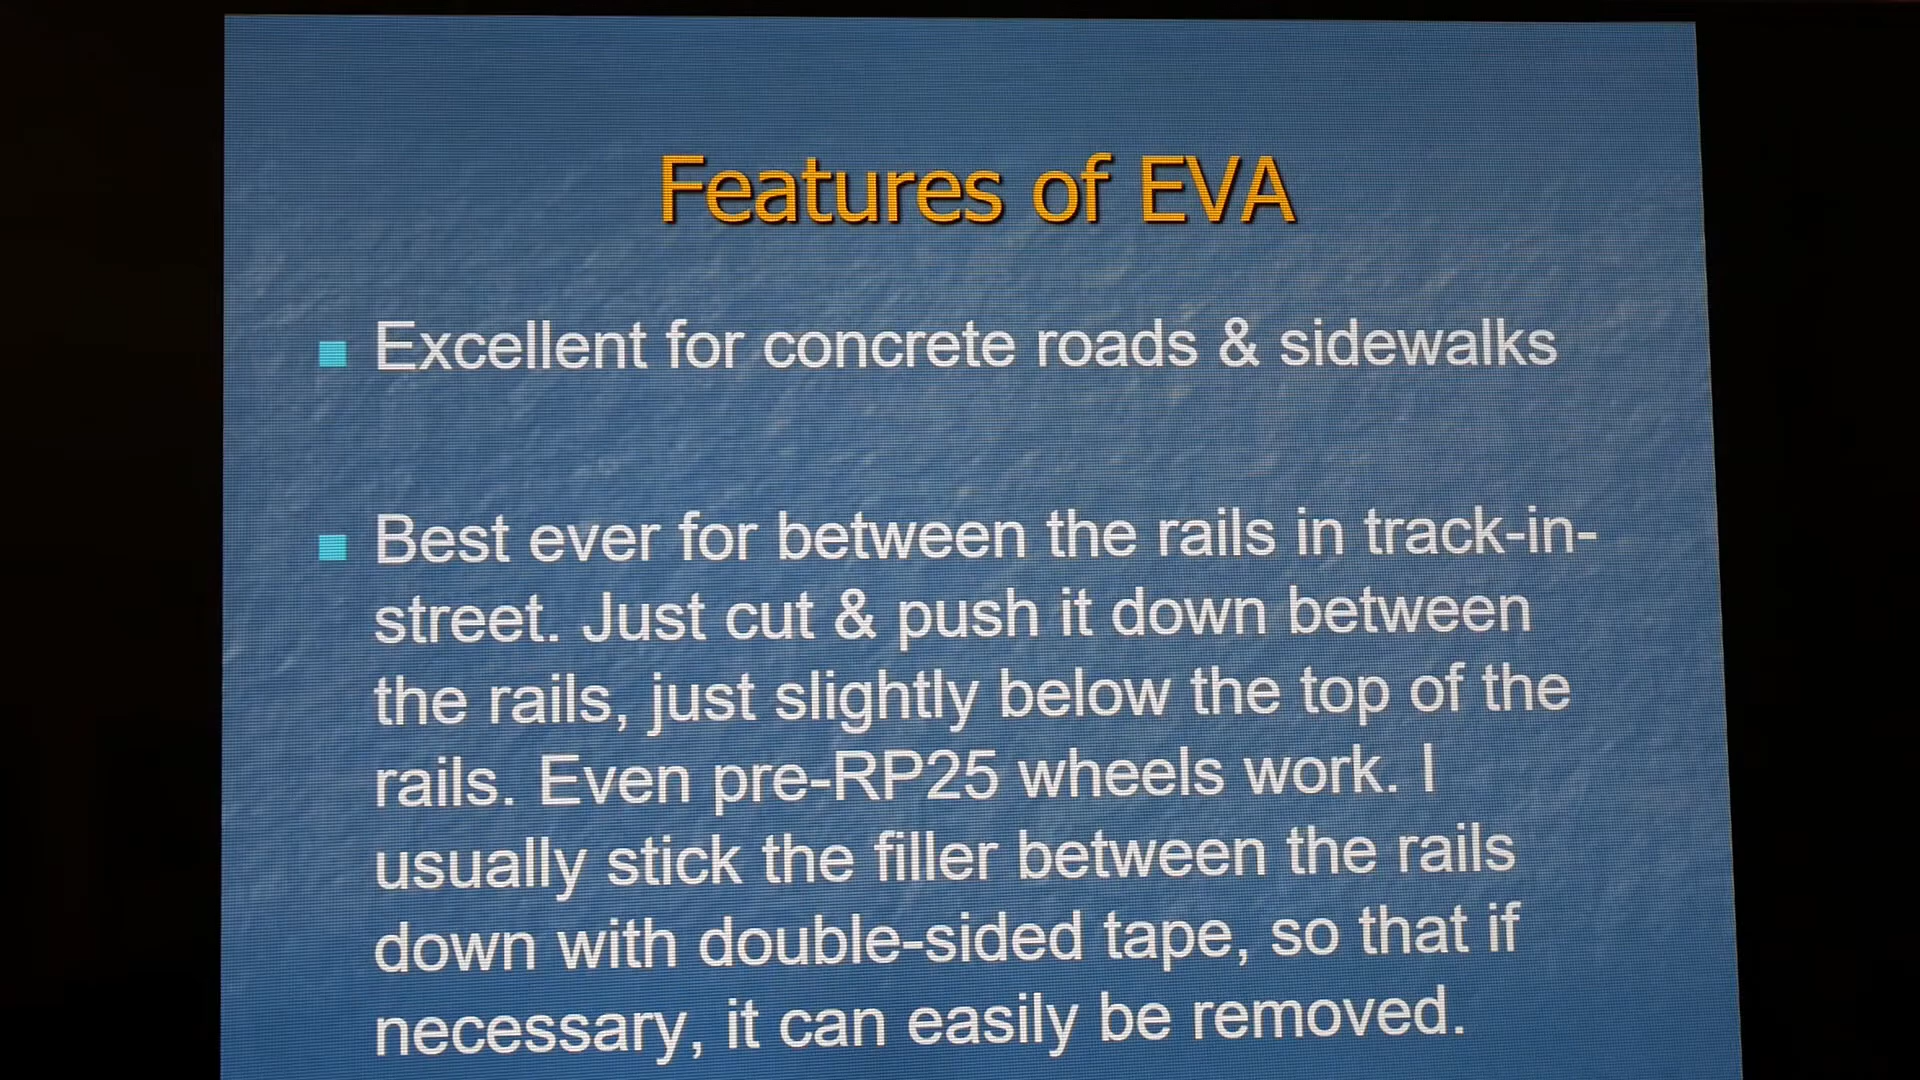 Features of EVA
Excellent for concrete roads & sidewalks
Best ever for between the rails in track-in-
street. Just cut & push it down between
the rails, just slightly below the top of the
rails. Even pre-RP25 wheels work. I
usually stick the filler between the rails
down with double-sided tape, so that if
necessary, it can easily be removed.